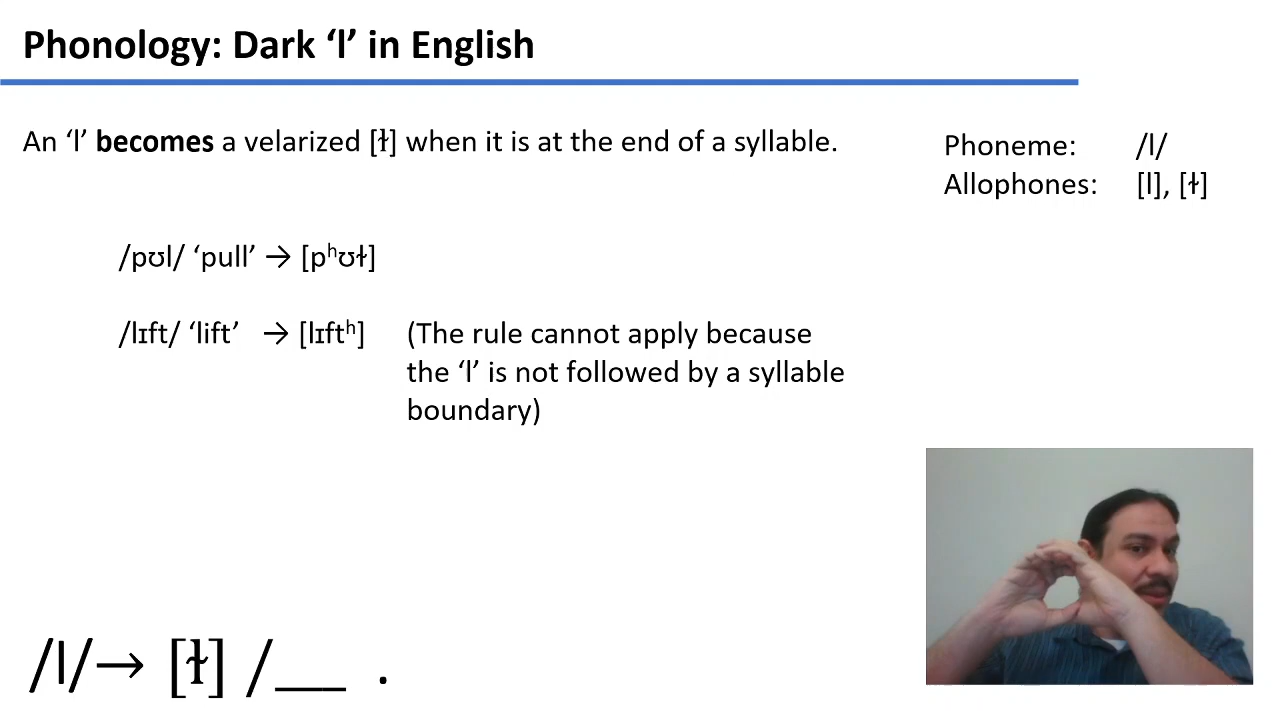 Phonology: Dark ‘l’ in English
An ‘l’ becomes a velarized [ɫ] when it is at the end of a syllable.
Phoneme: /l/
Allophones: [l], [ɫ]
/pʊl/ ‘pull’ → [pʰʊɫ]
/lɪft/ ‘lift’ → [lɪftʰ] (The rule cannot apply because
the ‘l’ is not followed by a syllable
boundary)
/l/→ [ɫ] /__ .